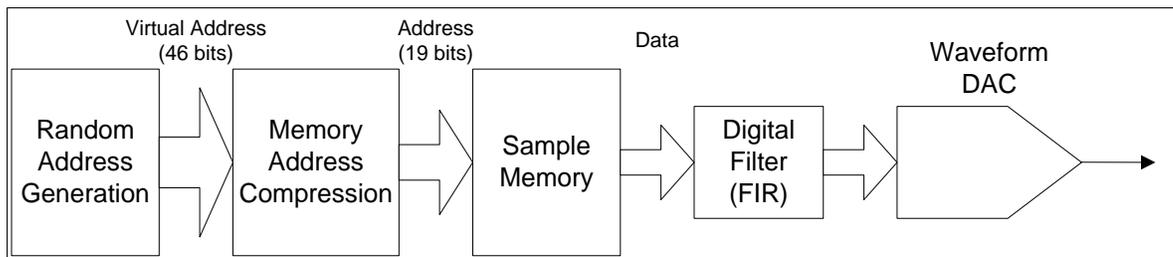 Virtual Address
(46 bits)
Address
(19 bits)
Data
Waveform
DAC
Random
Address
Generation
Memory
Address
Compression
Sample
Memory
Digital
Filter
(FIR)